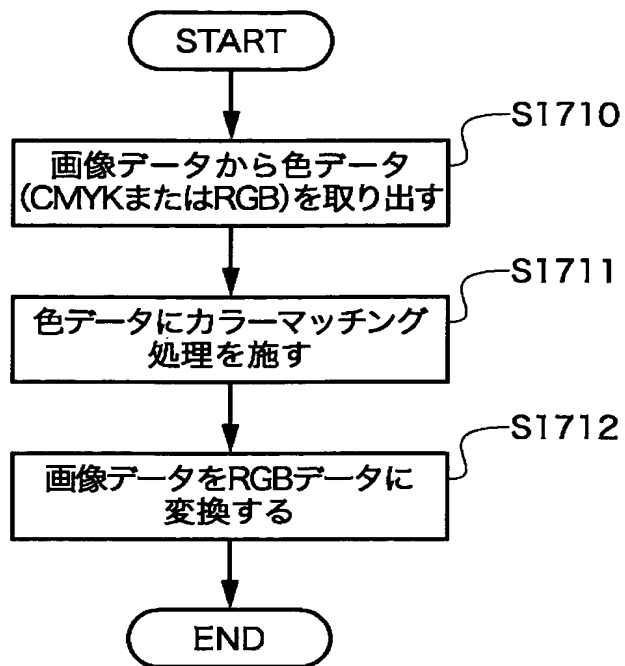 START
S1710
画像データから色データ
(CMYKまたはRGB)を取り出す
S1711
色データにカラーマッチング
処理を施す
S1712
画像データをRGBデータに
変換する
END